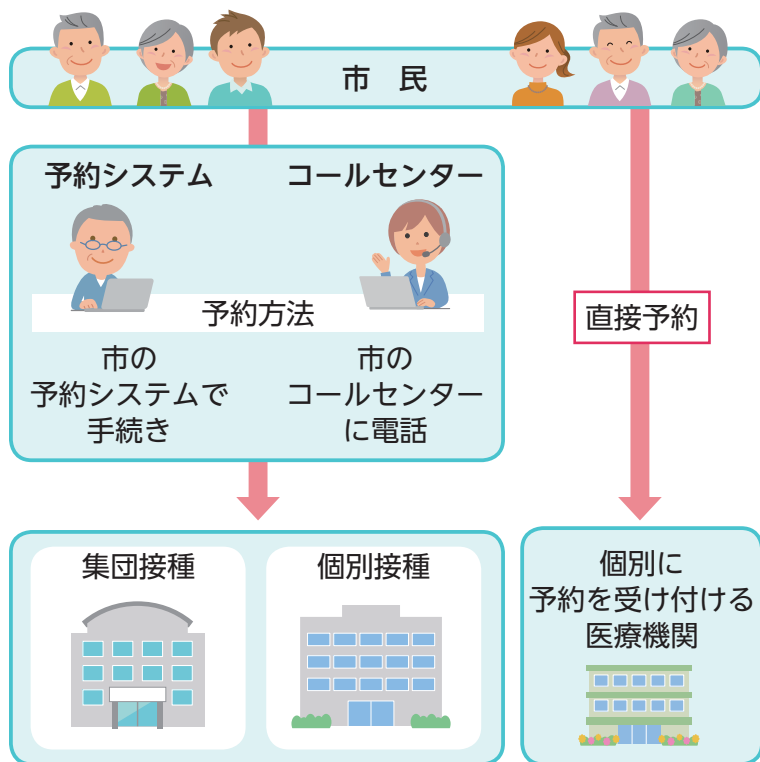 市　民
予約システム
コールセンター
予約方法
市の
予約システムで
手続き
市の
コールセンター
に電話
直接予約
集団接種
個別接種
個別に
予約を受け付ける
医療機関